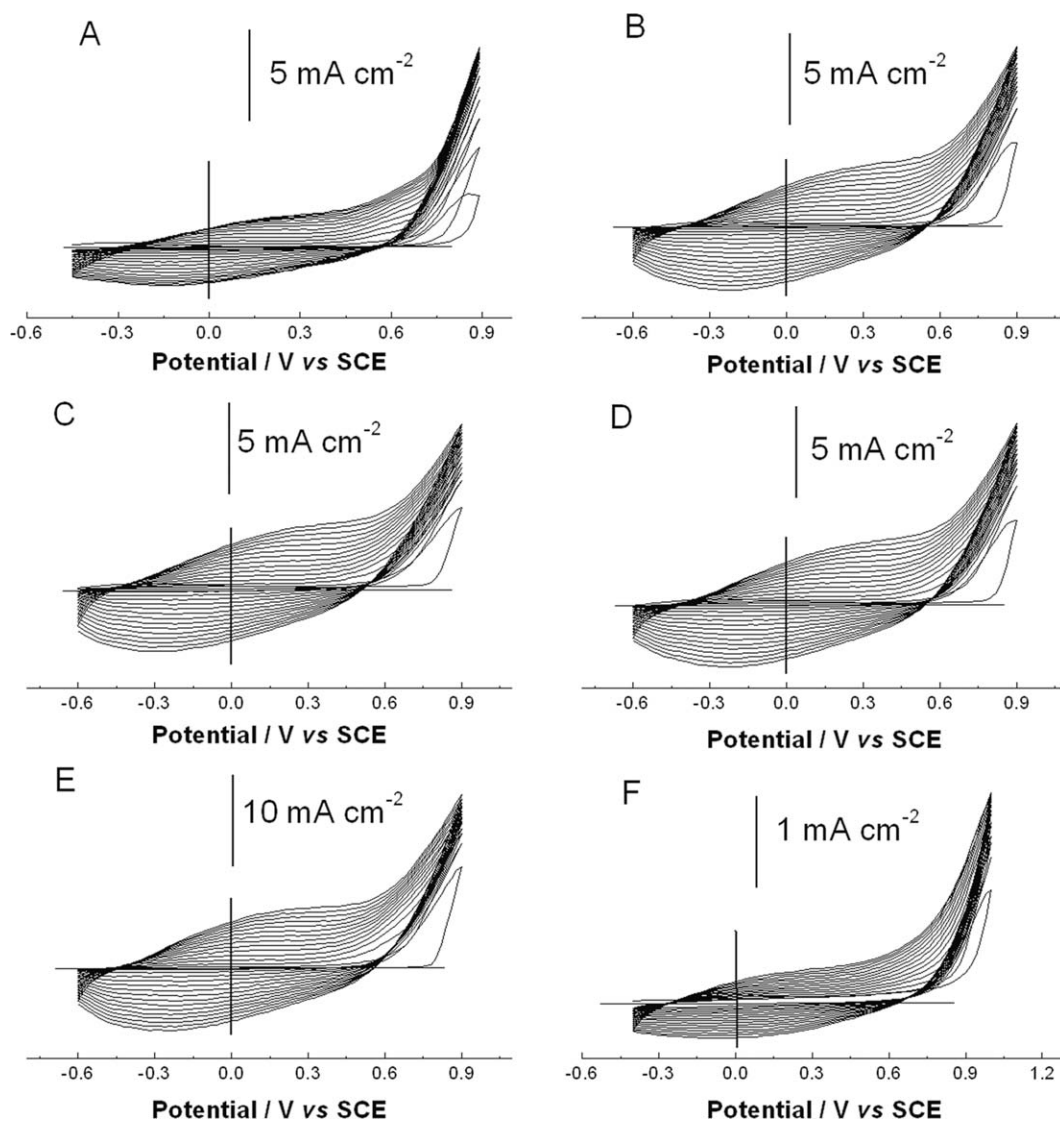 A
5 mA cm⁻²
-0.6 -0.3 0.0 0.3 0.6 0.9
Potential / V vs SCE
B
5 mA cm⁻²
-0.6 -0.3 0.0 0.3 0.6 0.9
Potential / V vs SCE
C
5 mA cm⁻²
-0.6 -0.3 0.0 0.3 0.6 0.9
Potential / V vs SCE
D
5 mA cm⁻²
-0.6 -0.3 0.0 0.3 0.6 0.9
Potential / V vs SCE
E
10 mA cm⁻²
-0.6 -0.3 0.0 0.3 0.6 0.9
Potential / V vs SCE
F
1 mA cm⁻²
-0.6 -0.3 0.0 0.3 0.6 0.9 1.2
Potential / V vs SCE